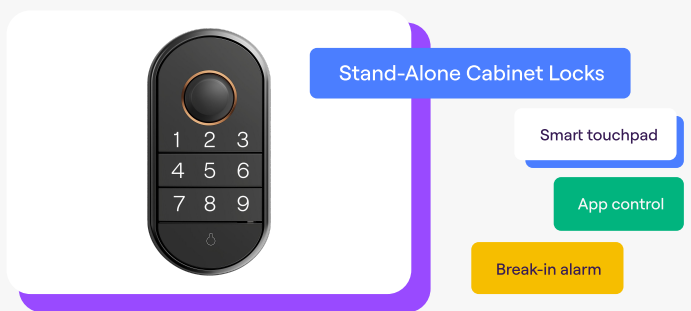 Stand-Alone Cabinet Locks
1 2 3
4 5 6
7 8 9
Smart touchpad
App control
Break-in alarm